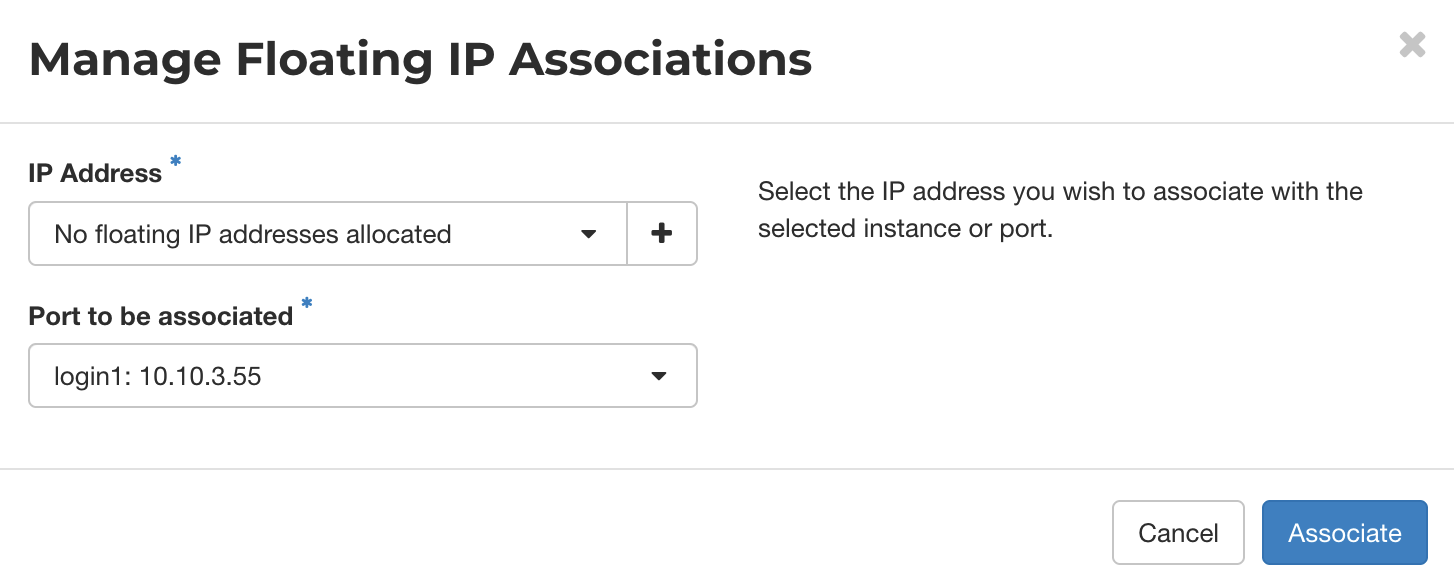 Manage Floating IP Associations
IP Address *
No floating IP addresses allocated
Select the IP address you wish to associate with the
selected instance or port.
Port to be associated *
login1: 10.10.3.55
Cancel
Associate